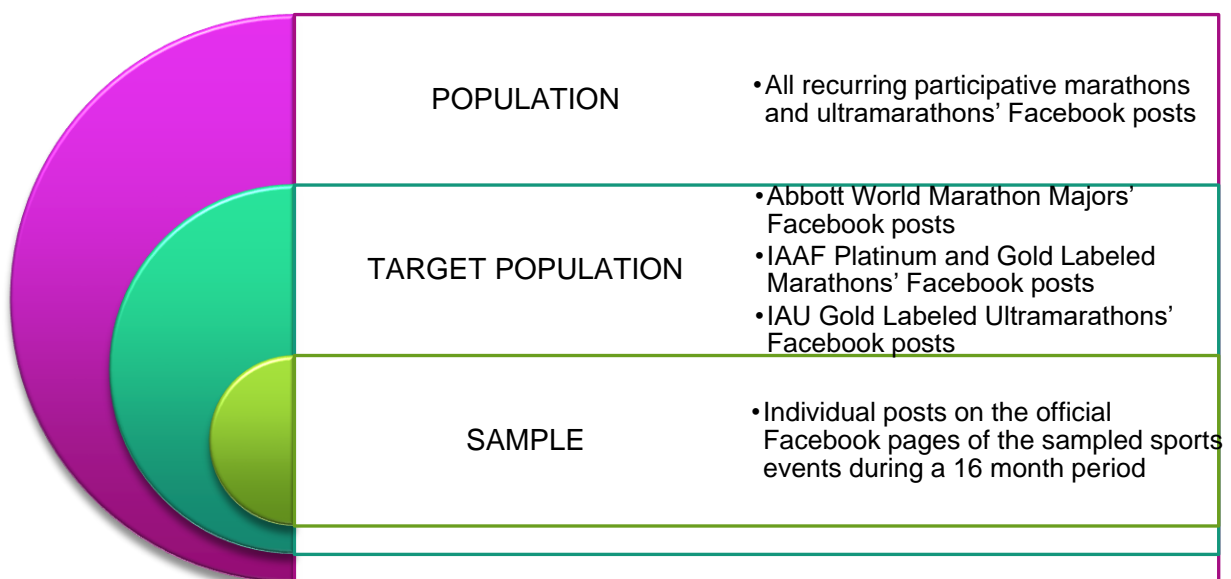 POPULATION
•All recurring participative marathons
and ultramarathons’ Facebook posts
TARGET POPULATION
•Abbott World Marathon Majors’
Facebook posts
•IAAF Platinum and Gold Labeled
Marathons’ Facebook posts
•IAU Gold Labeled Ultramarathons’
Facebook posts
SAMPLE
•Individual posts on the official
Facebook pages of the sampled sports
events during a 16 month period